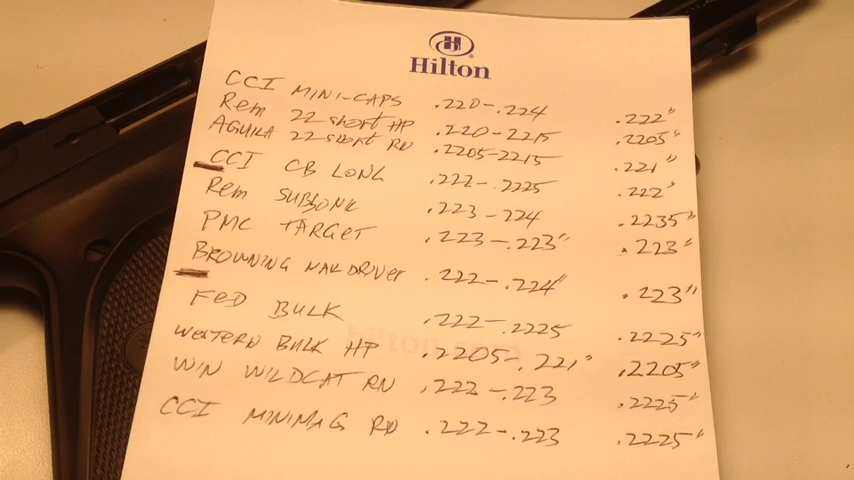 Hilton
CCI MINI-CAPS .220-.224 .222"
Rem 22 short HP .220-.2215 .2205"
AGUILA 22 short RN .2205-.2215 .221"
CCI CB LONG .222-.2225 .222"
Rem SUBSONIC .223-.224 .2235"
PMC TARGET .223-.223" .223"
BROWNING NAILDRIVER .222-.224" .223"
FED BULK .222-.2225 .2225"
WESTERN BULK HP .2205-.221" .2205"
WIN WILDCAT RN .222-.223 .2225"
CCI MINIMAG RN .222-.223 .2225"